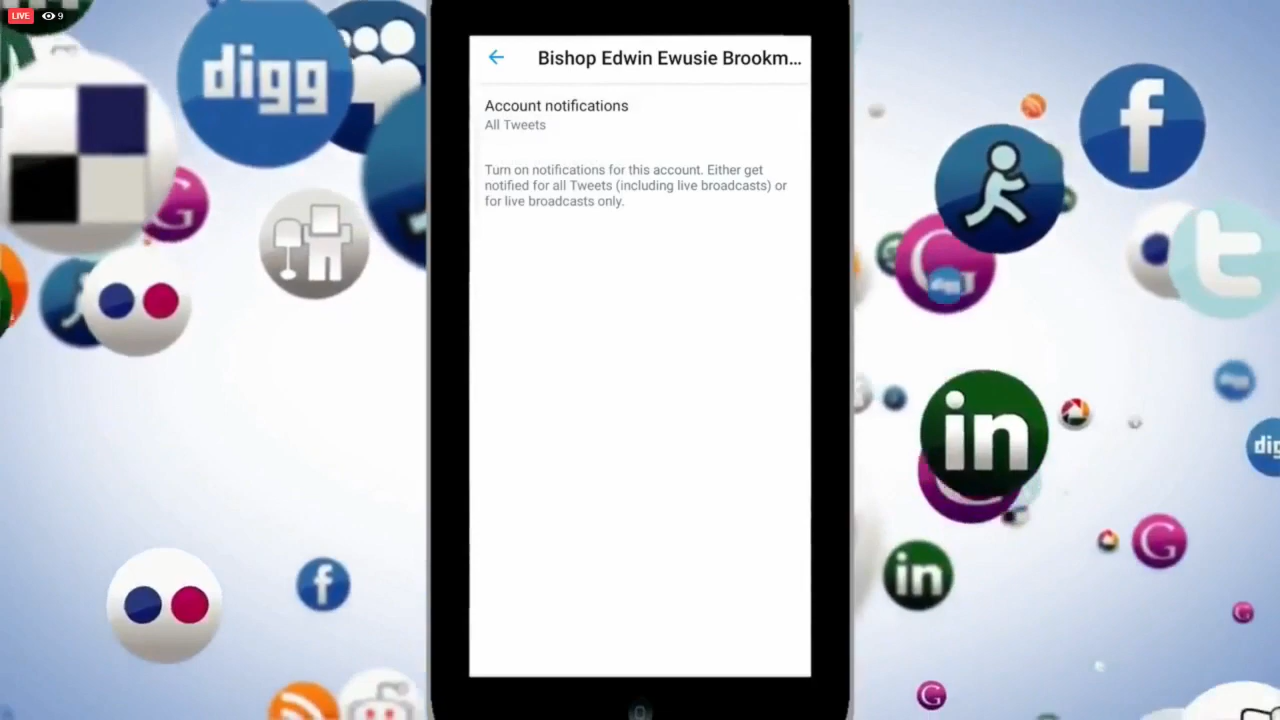 LIVE 9
digg
Bishop Edwin Ewusie Brookm...
Account notifications
All Tweets
Turn on notifications for this account. Either get
notified for all Tweets (including live broadcasts) or
for live broadcasts only.
f
t
G
G
in
dig
G
in
f
G
G